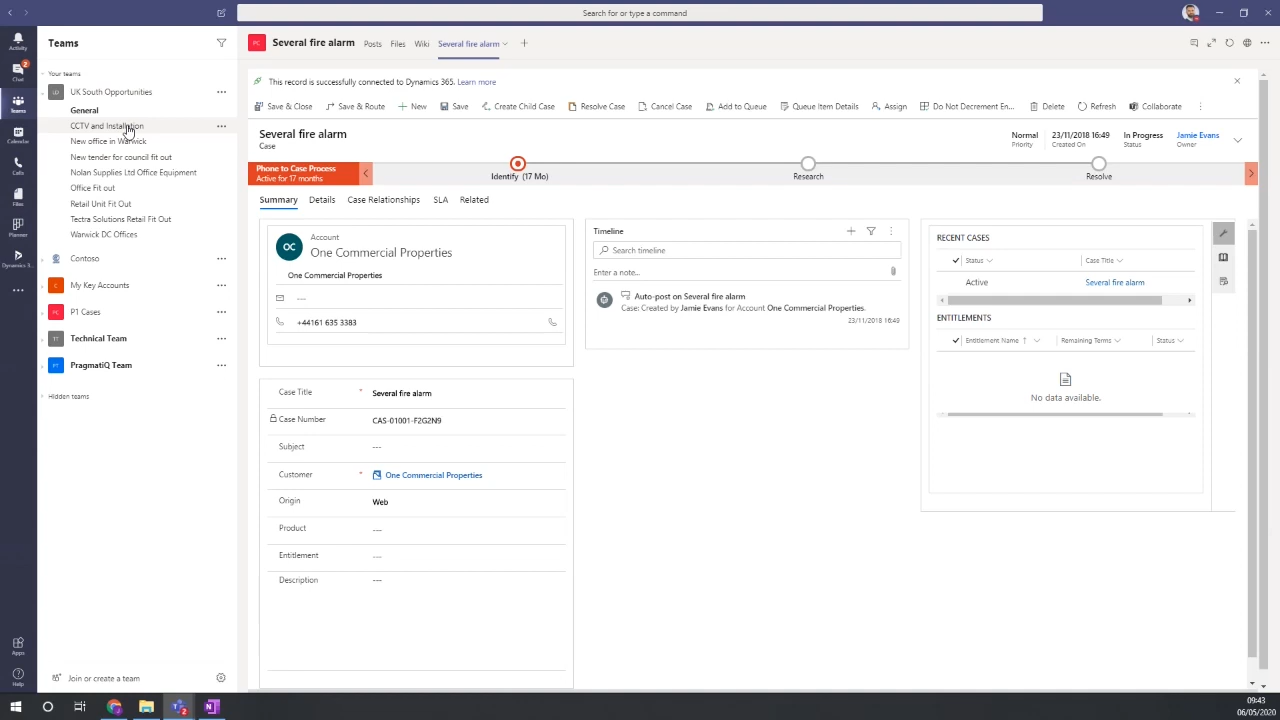 Search for or type a command
Activity
Chat
2
Teams
Calendar
Calls
Files
Planner
Dynamics 3...
Apps
Help
Teams
Your teams
UK South Opportunities
General
CCTV and Installation
New office in Warwick
New tender for council fit out
Nolan Supplies Ltd Office Equipment
Office Fit out
Retail Unit Fit Out
Tectra Solutions Retail Fit Out
Warwick DC Offices
Contoso
My Key Accounts
P1 Cases
Technical Team
PragmatiQ Team
Hidden teams
Join or create a team
PC Several fire alarm Posts Files Wiki Several fire alarm
This record is successfully connected to Dynamics 365. Learn more
Save & Close Save & Route New Save Create Child Case Resolve Case Cancel Case Add to Queue Queue Item Details Assign Do Not Decrement En... Delete Refresh Collaborate
Several fire alarm
Case
Normal
Priority
23/11/2018 16:49
Created On
In Progress
Status
Jamie Evans
Owner
Phone to Case Process
Active for 17 months
Identify (17 Mo)
Research
Resolve
Summary Details Case Relationships SLA Related
OC
Account
One Commercial Properties
One Commercial Properties
---
+44161 635 3383
Case Title * Several fire alarm
Case Number CAS-01001-F2G2N9
Subject ---
Customer * One Commercial Properties
Origin Web
Product ---
Entitlement ---
Description ---
Timeline
Search timeline
Enter a note...
Auto-post on Several fire alarm
Case: Created by Jamie Evans for Account One Commercial Properties.
23/11/2018 16:49
RECENT CASES
Status Case Title
Active Several fire alarm
ENTITLEMENTS
Entitlement Name ↑ Remaining Terms Status
No data available.
09:43
06/05/2020